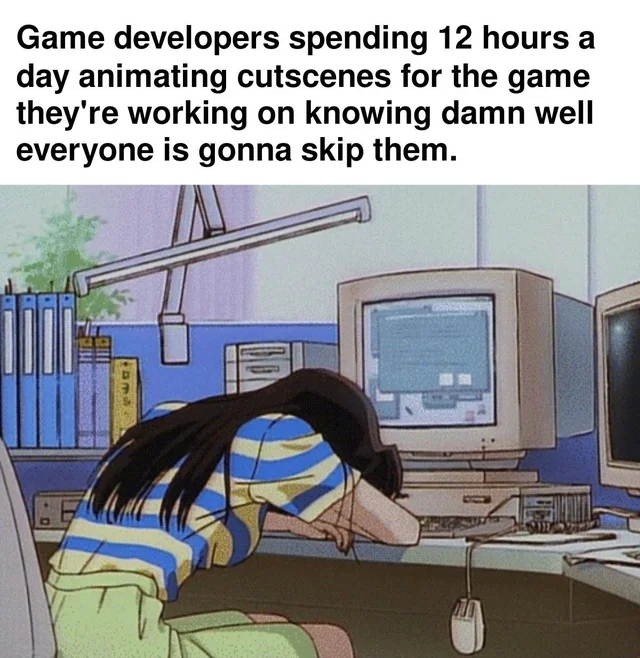 Game developers spending 12 hours a
day animating cutscenes for the game
they're working on knowing damn well
everyone is gonna skip them.